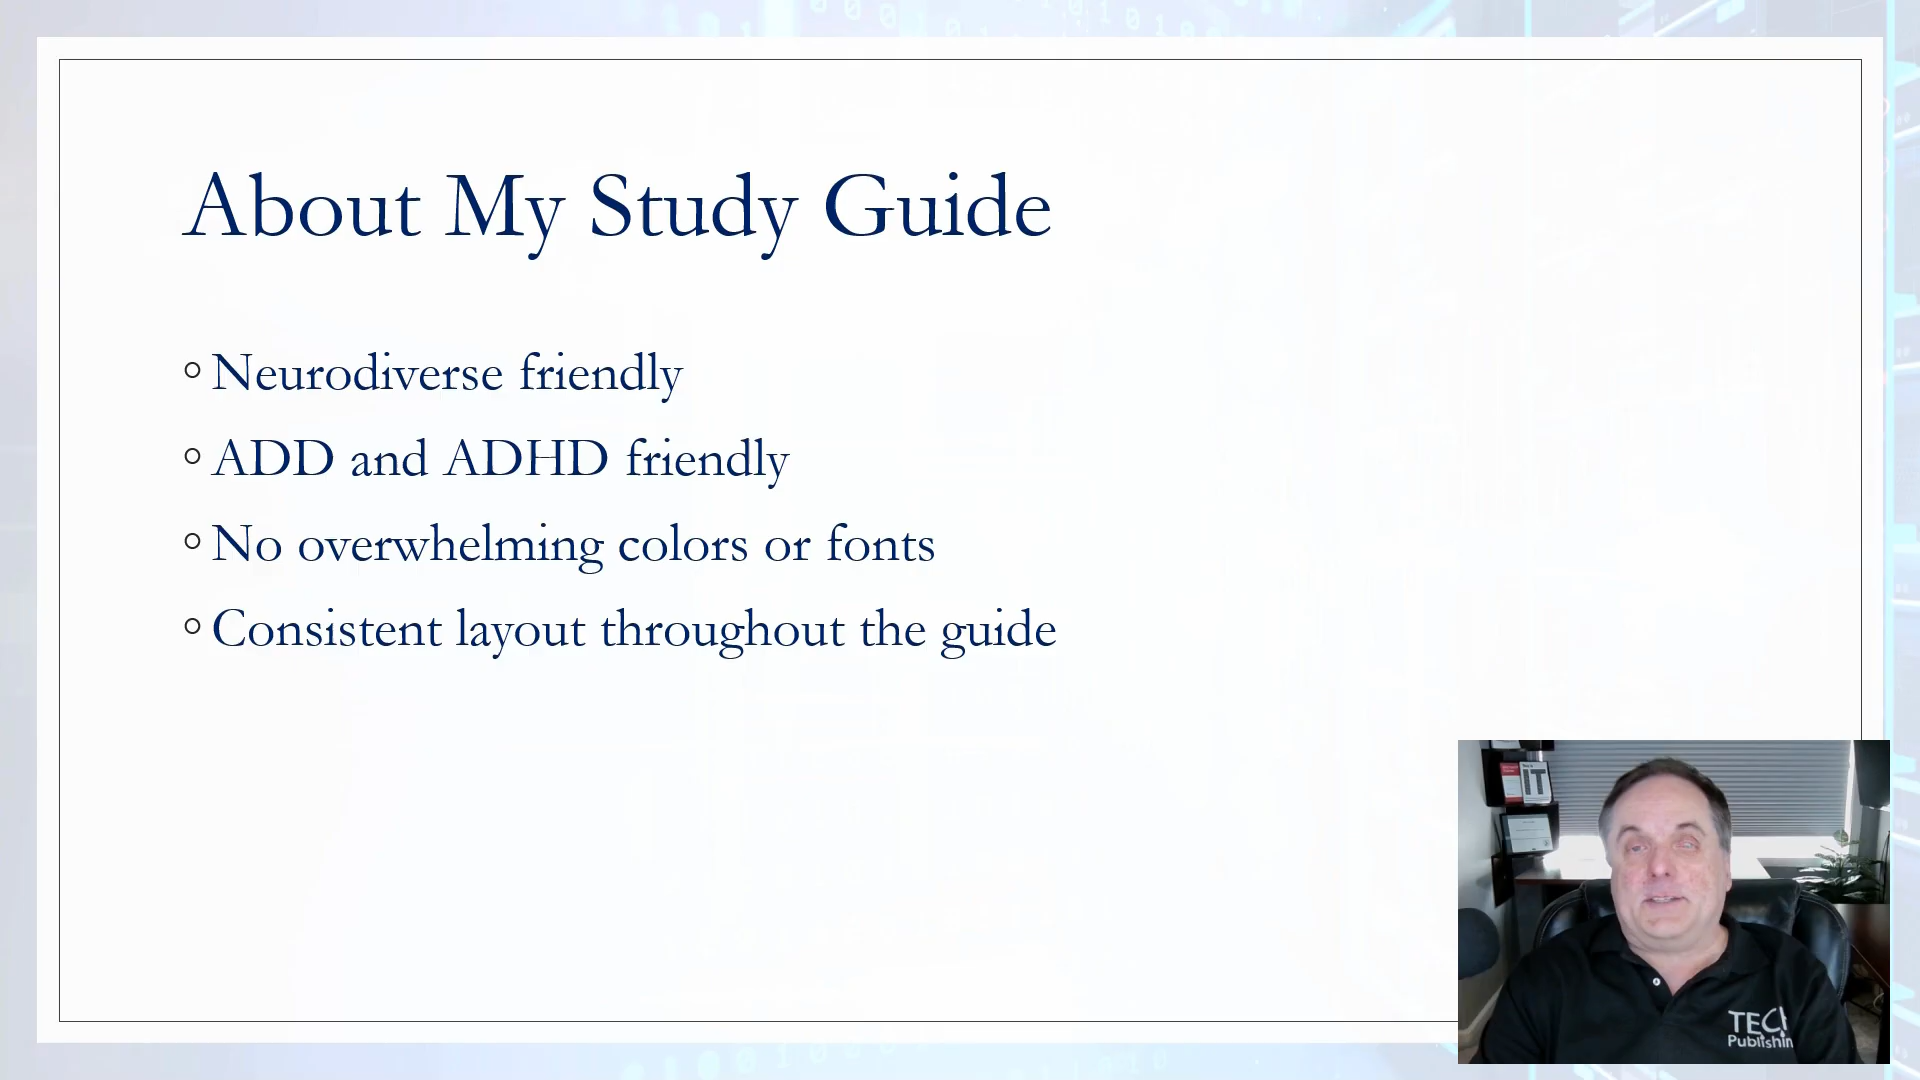 About My Study Guide
Neurodiverse friendly
ADD and ADHD friendly
No overwhelming colors or fonts
Consistent layout throughout the guide
IT